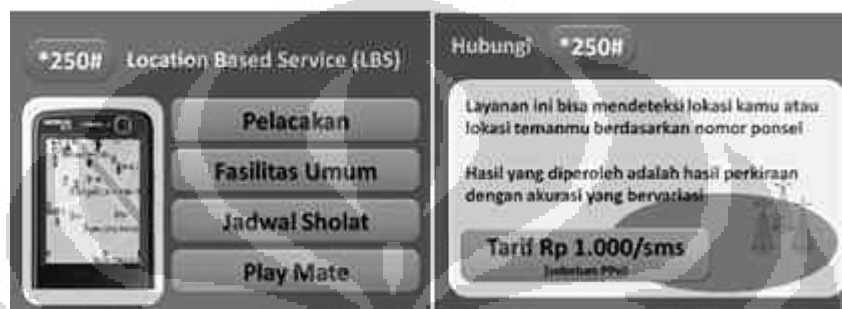 *250# Location Based Service (LBS)
Pelacakan
Fasilitas Umum
Jadwal Sholat
Play Mate
Hubungi *250#
Layanan ini bisa mendeteksi lokasi kamu atau
lokasi temanmu berdasarkan nomor ponsel
Hasil yang diperoleh adalah hasil perkiraan
dengan akurasi yang bervariasi
Tarif Rp 1.000/sms